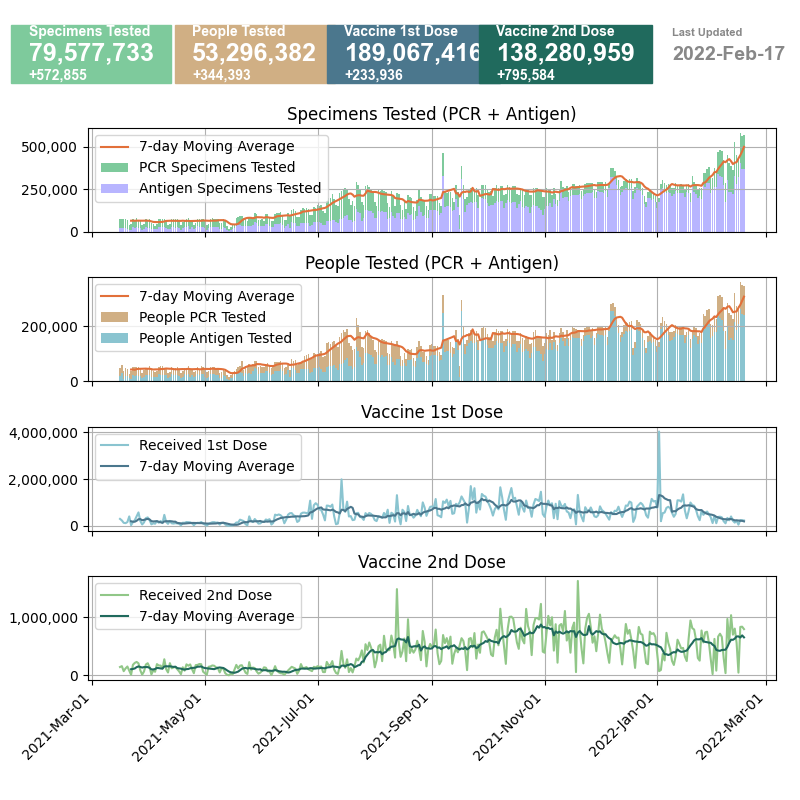 Specimens Tested
79,577,733
+572,855
People Tested
53,296,382
+344,393
Vaccine 1st Dose
189,067,416
+233,936
Vaccine 2nd Dose
138,280,959
+795,584
Last Updated
2022-Feb-17
Specimens Tested (PCR + Antigen)
7-day Moving Average
PCR Specimens Tested
Antigen Specimens Tested
500,000
250,000
0
People Tested (PCR + Antigen)
7-day Moving Average
People PCR Tested
People Antigen Tested
200,000
0
Vaccine 1st Dose
Received 1st Dose
7-day Moving Average
4,000,000
2,000,000
0
Vaccine 2nd Dose
Received 2nd Dose
7-day Moving Average
1,000,000
0
2021-Mar-01
2021-May-01
2021-Jul-01
2021-Sep-01
2021-Nov-01
2022-Jan-01
2022-Mar-01